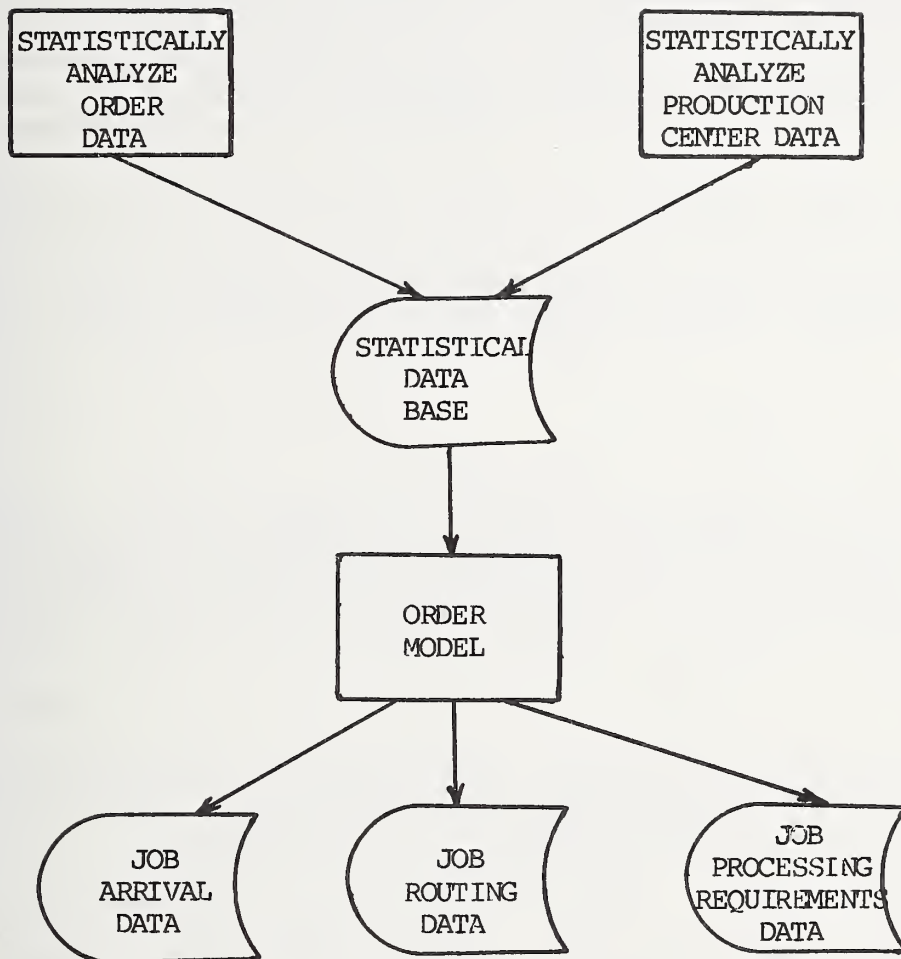 STATISTICALLY
ANALYZE
ORDER
DATA
STATISTICALLY
ANALYZE
PRODUCTION
CENTER DATA
STATISTICAL
DATA
BASE
ORDER
MODEL
JOB
ARRIVAL
DATA
JOB
ROUTING
DATA
JOB
PROCESSING
REQUIREMENTS
DATA